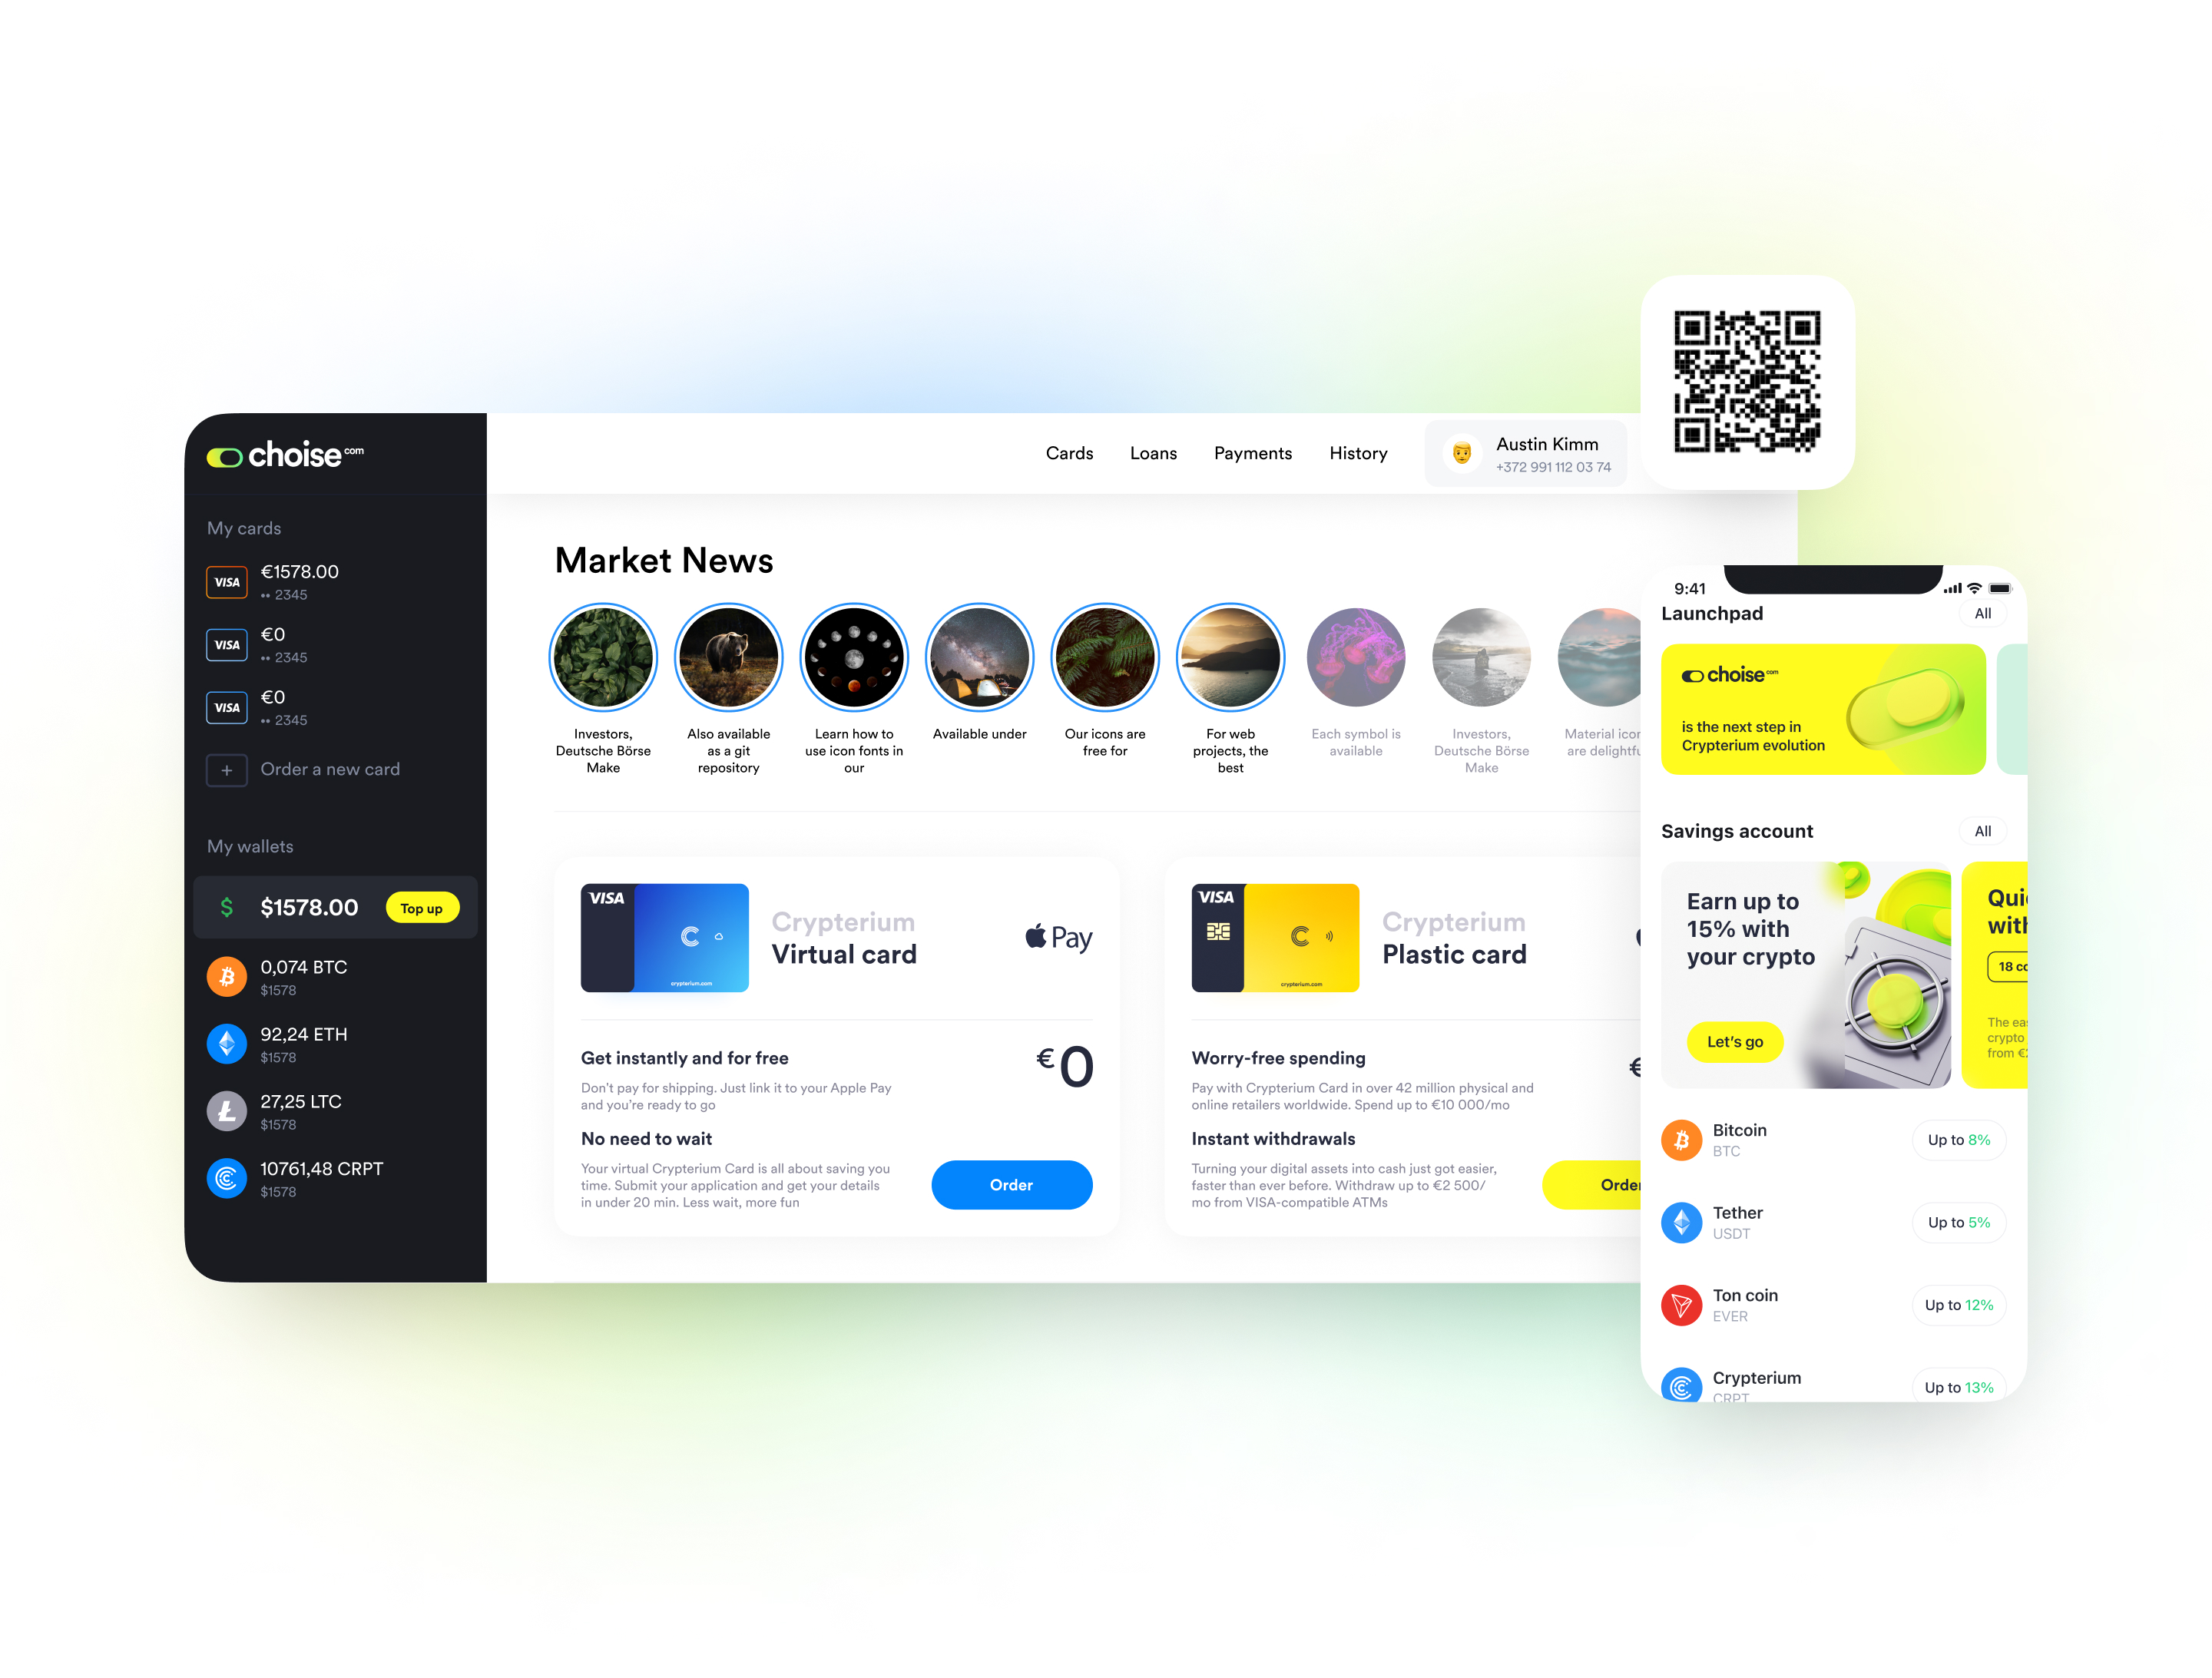 choise.com
My cards
VISA
€1578.00
•• 2345
VISA
€0
•• 2345
VISA
€0
•• 2345
+
Order a new card
My wallets
$
$1578.00
Top up
0,074 BTC
$1578
92,24 ETH
$1578
27,25 LTC
$1578
10761,48 CRPT
$1578
Cards
Loans
Payments
History
Austin Kimm
+372 991 112 03 74
Market News
Investors,
Deutsche Börse
Make
Also available
as a git
repository
Learn how to
use icon fonts in
our
Available under
Our icons are
free for
For web
projects, the
best
Each symbol is
available
Investors,
Deutsche Börse
Make
Material icon
are delightfu
VISA
crypterium.com
Crypterium
Virtual card
Pay
Get instantly and for free
€0
Don't pay for shipping. Just link it to your Apple Pay
and you're ready to go
No need to wait
Your virtual Crypterium Card is all about saving you
time. Submit your application and get your details
in under 20 min. Less wait, more fun
Order
VISA
crypterium.com
Crypterium
Plastic card
Worry-free spending
€
Pay with Crypterium Card in over 42 million physical and
online retailers worldwide. Spend up to €10 000/mo
Instant withdrawals
Turning your digital assets into cash just got easier,
faster than ever before. Withdraw up to €2 500/
mo from VISA-compatible ATMs
Order
9:41
Launchpad
All
choise.com
is the next step in
Crypterium evolution
Savings account
All
Earn up to
15% with
your crypto
Let's go
with
18
The
crypto
from
Bitcoin
BTC
Up to 8%
Tether
USDT
Up to 5%
Ton coin
EVER
Up to 12%
Crypterium
CRPT
Up to 13%